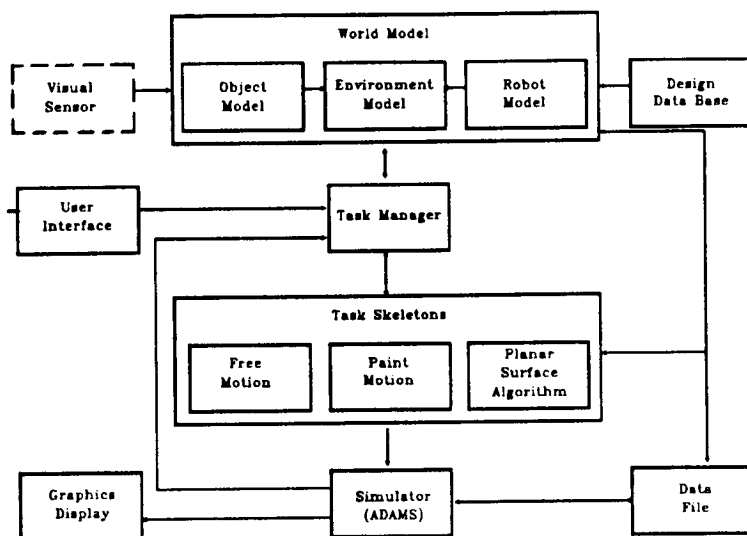 World Model
Visual
Sensor
Object
Model
Environment
Model
Robot
Model
Design
Data Base
User
Interface
Task Manager
Task Skeletons
Free
Motion
Paint
Motion
Planar
Surface
Algorithm
Graphics
Display
Simulator
(ADAMS)
Data
File